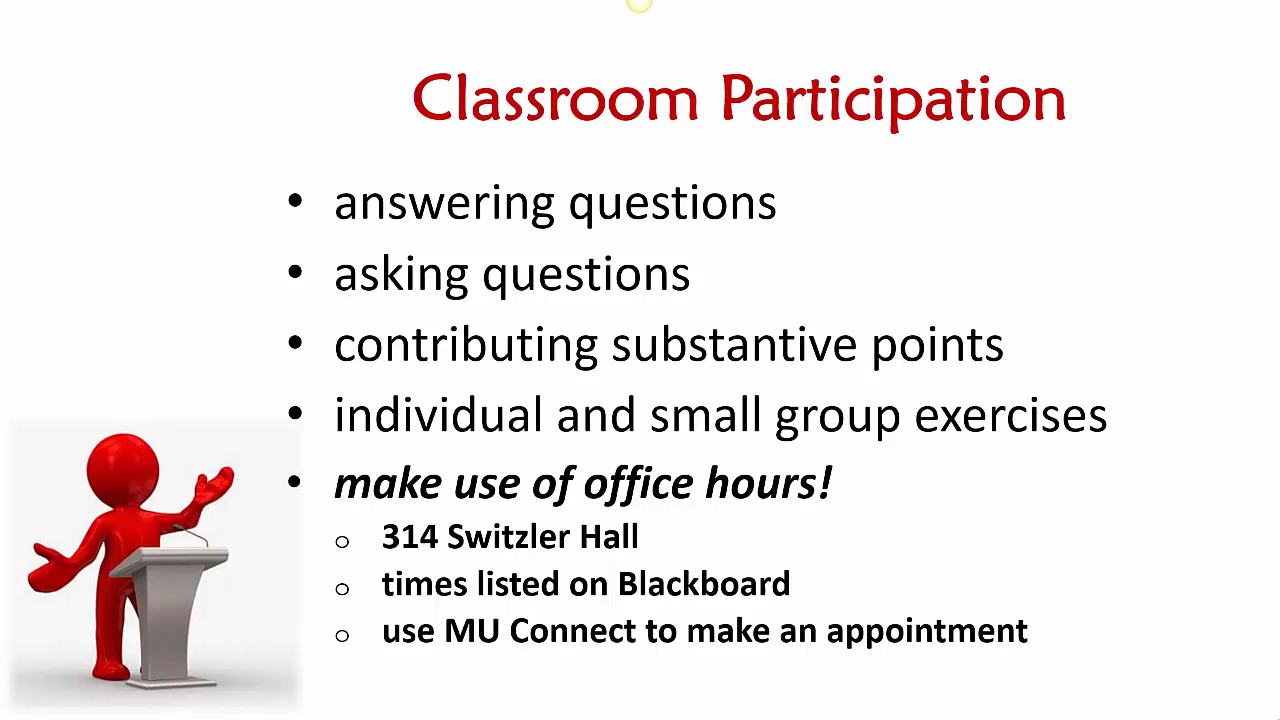 Classroom Participation
• answering questions
• asking questions
• contributing substantive points
• individual and small group exercises
• make use of office hours!
o 314 Switzler Hall
o times listed on Blackboard
o use MU Connect to make an appointment